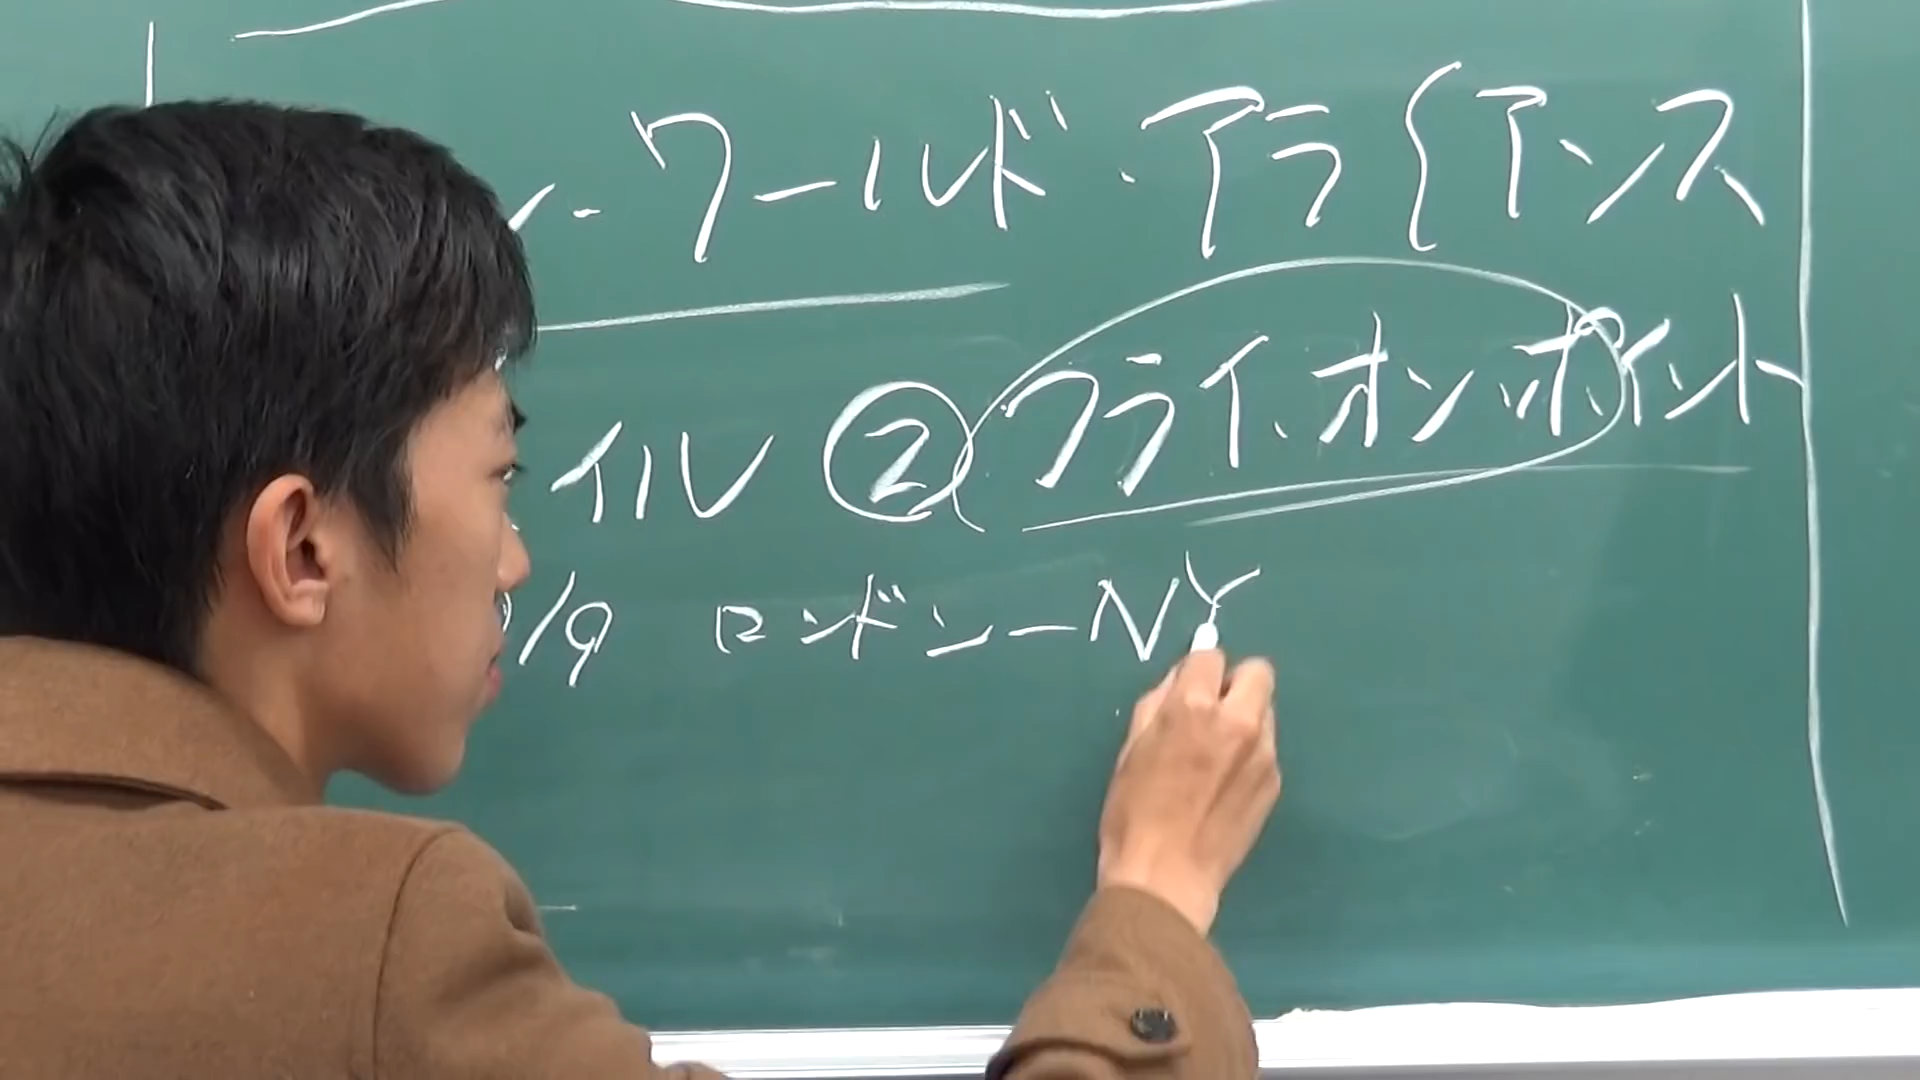 ン・ワールド・アライアンス
イル ② フライ・オン・ポイント
/9 ロンドン－NY